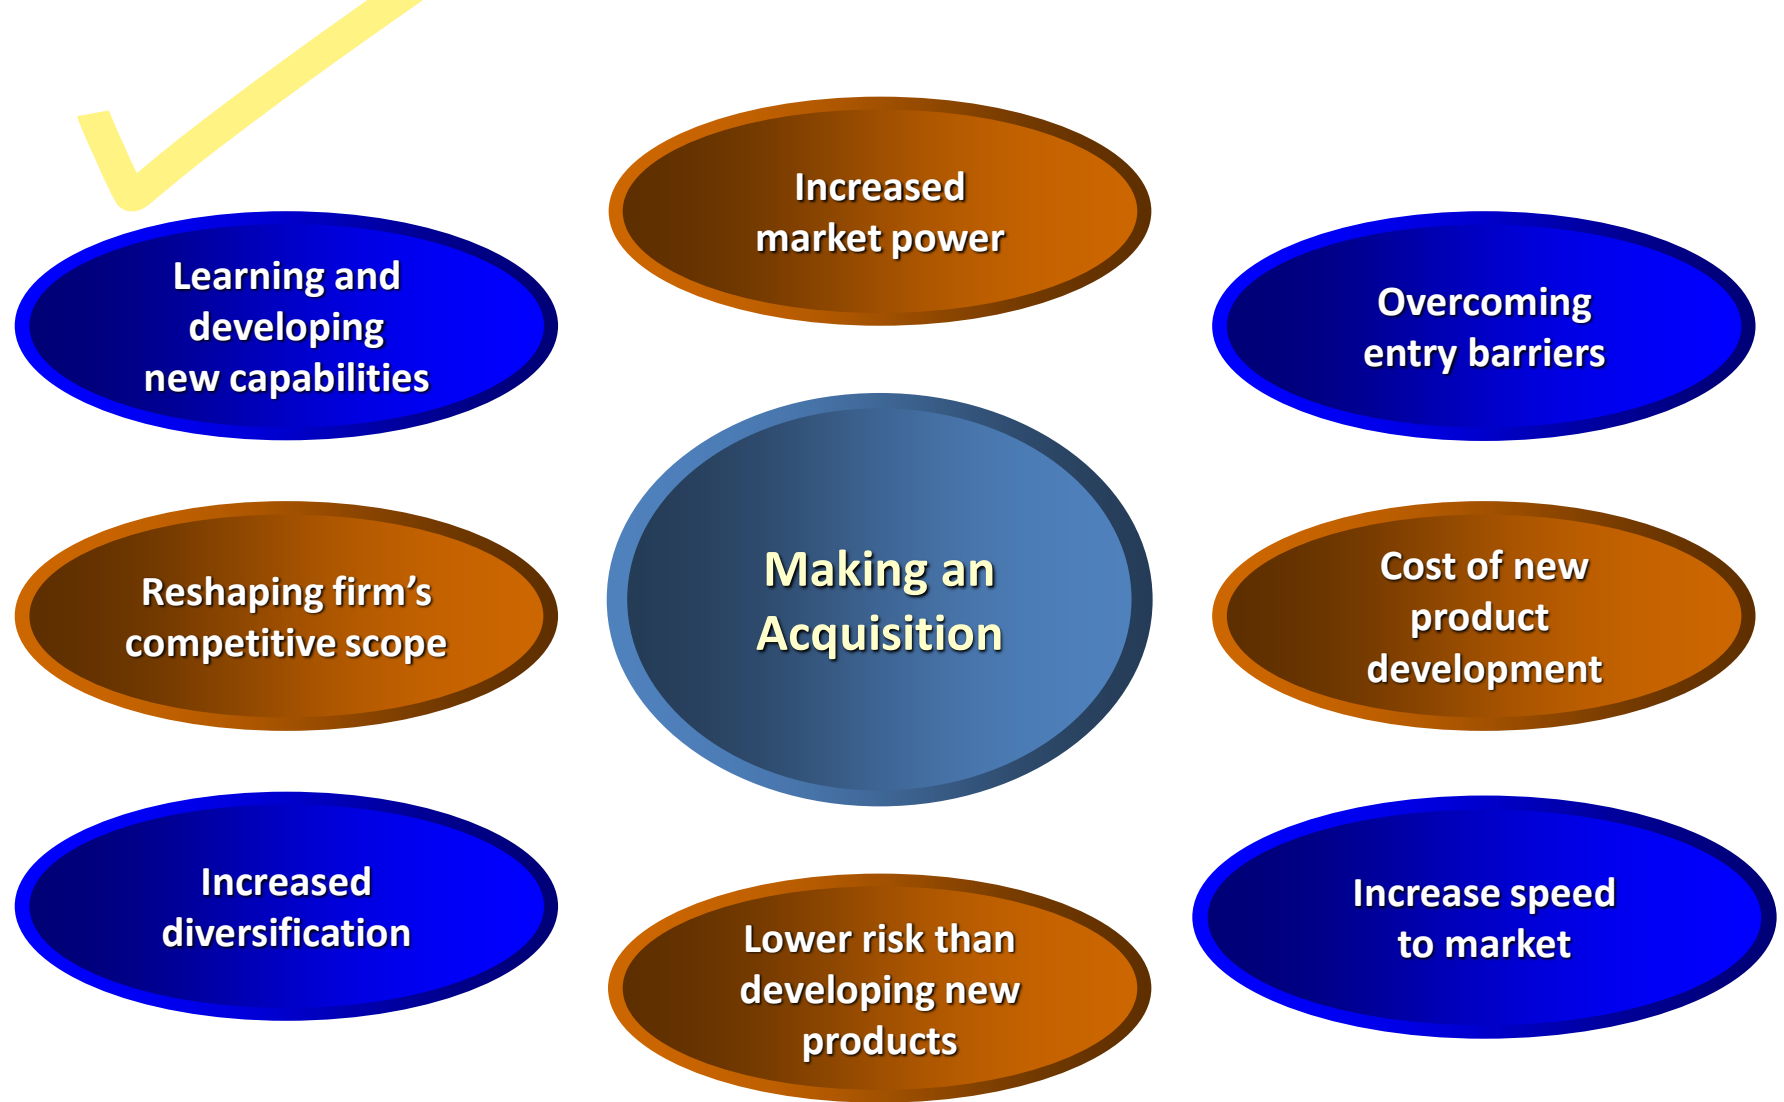 Increased
market power
Learning and
developing
new capabilities
Overcoming
entry barriers
Making an
Acquisition
Reshaping firm’s
competitive scope
Cost of new
product
development
Increased
diversification
Lower risk than
developing new
products
Increase speed
to market